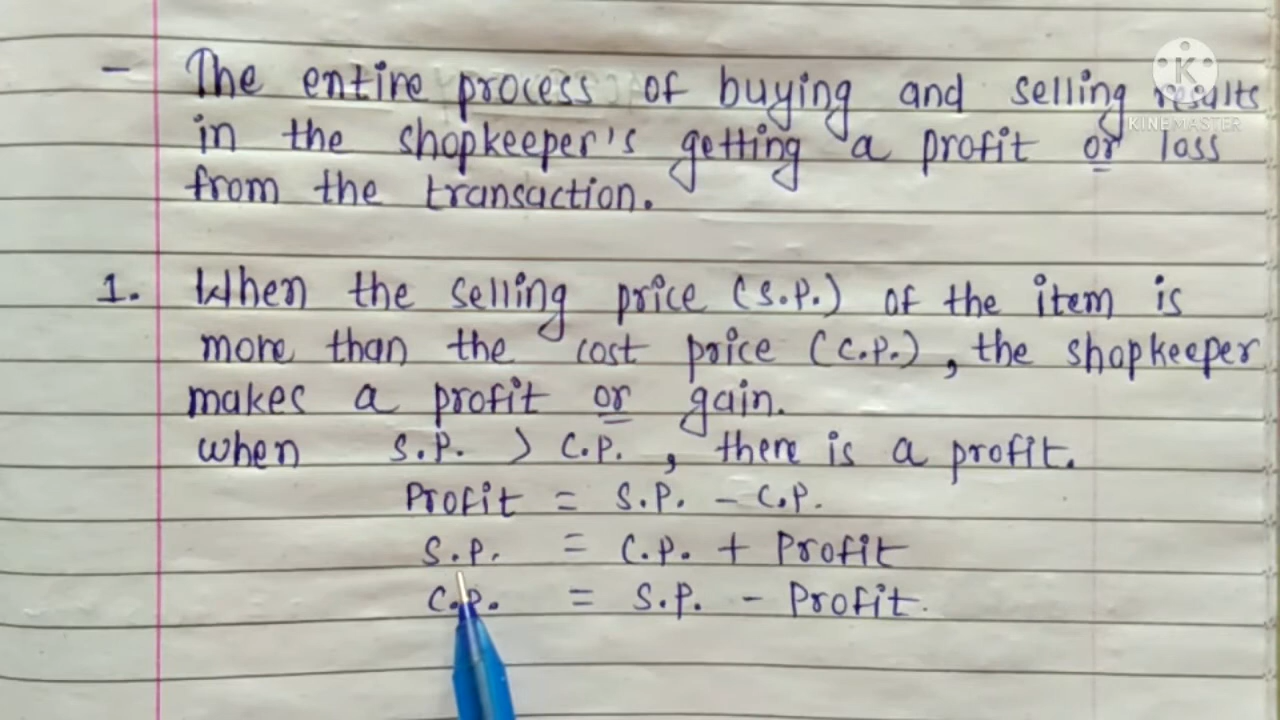 - The entire process of buying and selling results
in the shopkeeper's getting a profit or loss
from the transaction.
1. When the selling price (S.P.) of the item is
more than the cost price (C.P.), the shopkeeper
makes a profit or gain.
when S.P. > C.P., there is a profit.
Profit = S.P. - C.P.
S.P. = C.P. + Profit
C.P. = S.P. - Profit.
K
KINEMASTER